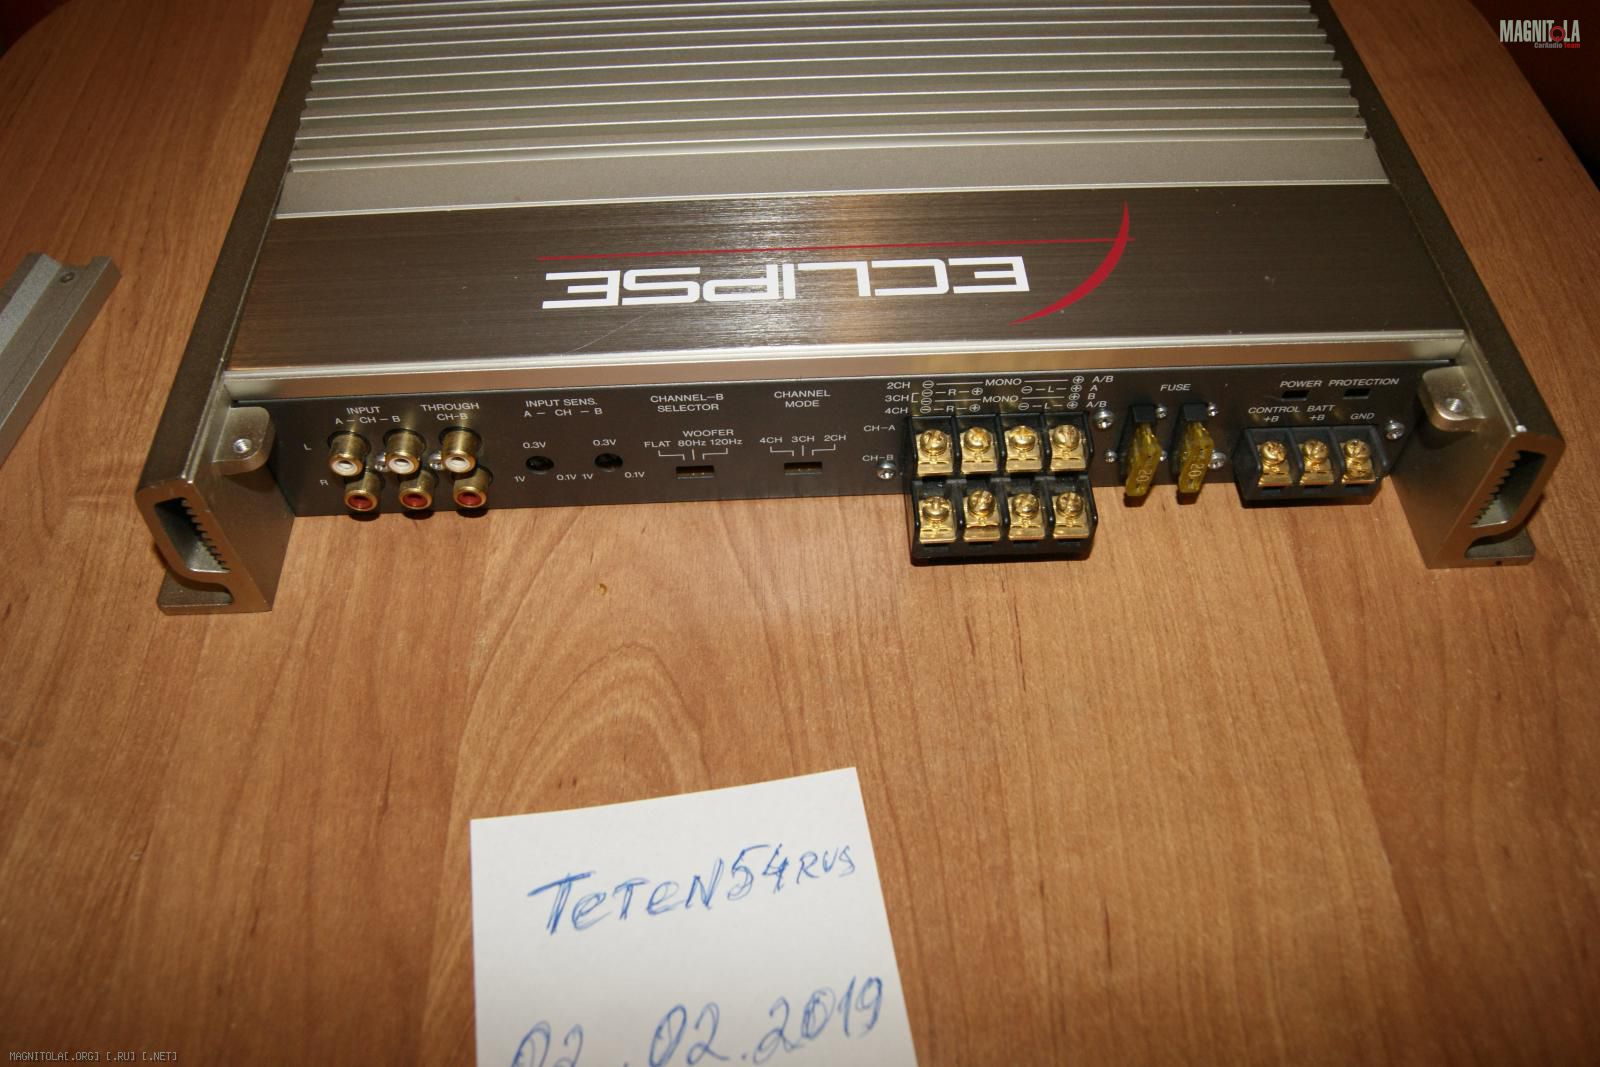 MAGNITOLA
CarAudio Team
ECLIPSE
INPUT
A – CH – B
THROUGH
CH-B
L
R
INPUT SENS.
A – CH – B
0.3V
0.3V
1V
0.1V
1V
0.1V
CHANNEL-B
SELECTOR
WOOFER
FLAT 80Hz 120Hz
CHANNEL
MODE
4CH 3CH 2CH
2CH ⊖ MONO ⊕ A/B
⊖ R ⊕ ⊖ L ⊕ A
3CH ⊖ MONO ⊕ B
4CH ⊖ R ⊕ ⊖ L ⊕ A/B
CH-A
CH-B
FUSE
20
20
POWER PROTECTION
CONTROL BATT
+B +B GND
TeTeN54RUS
02.02.2019
MAGNITOLA[.ORG] [.RU] [.NET]